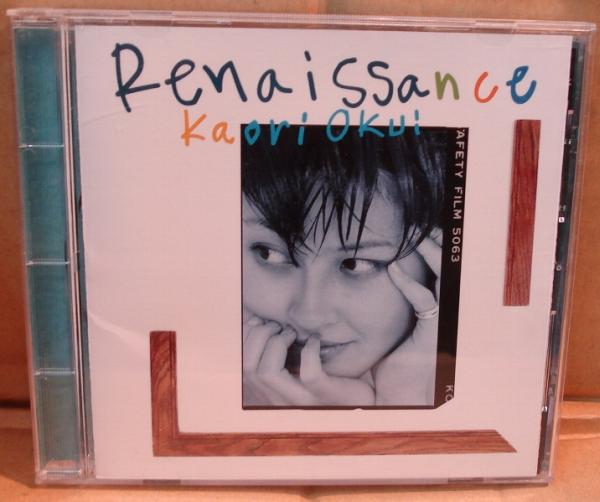 Renaissance
Kaori Okui
AFETY FILM 5063
KO